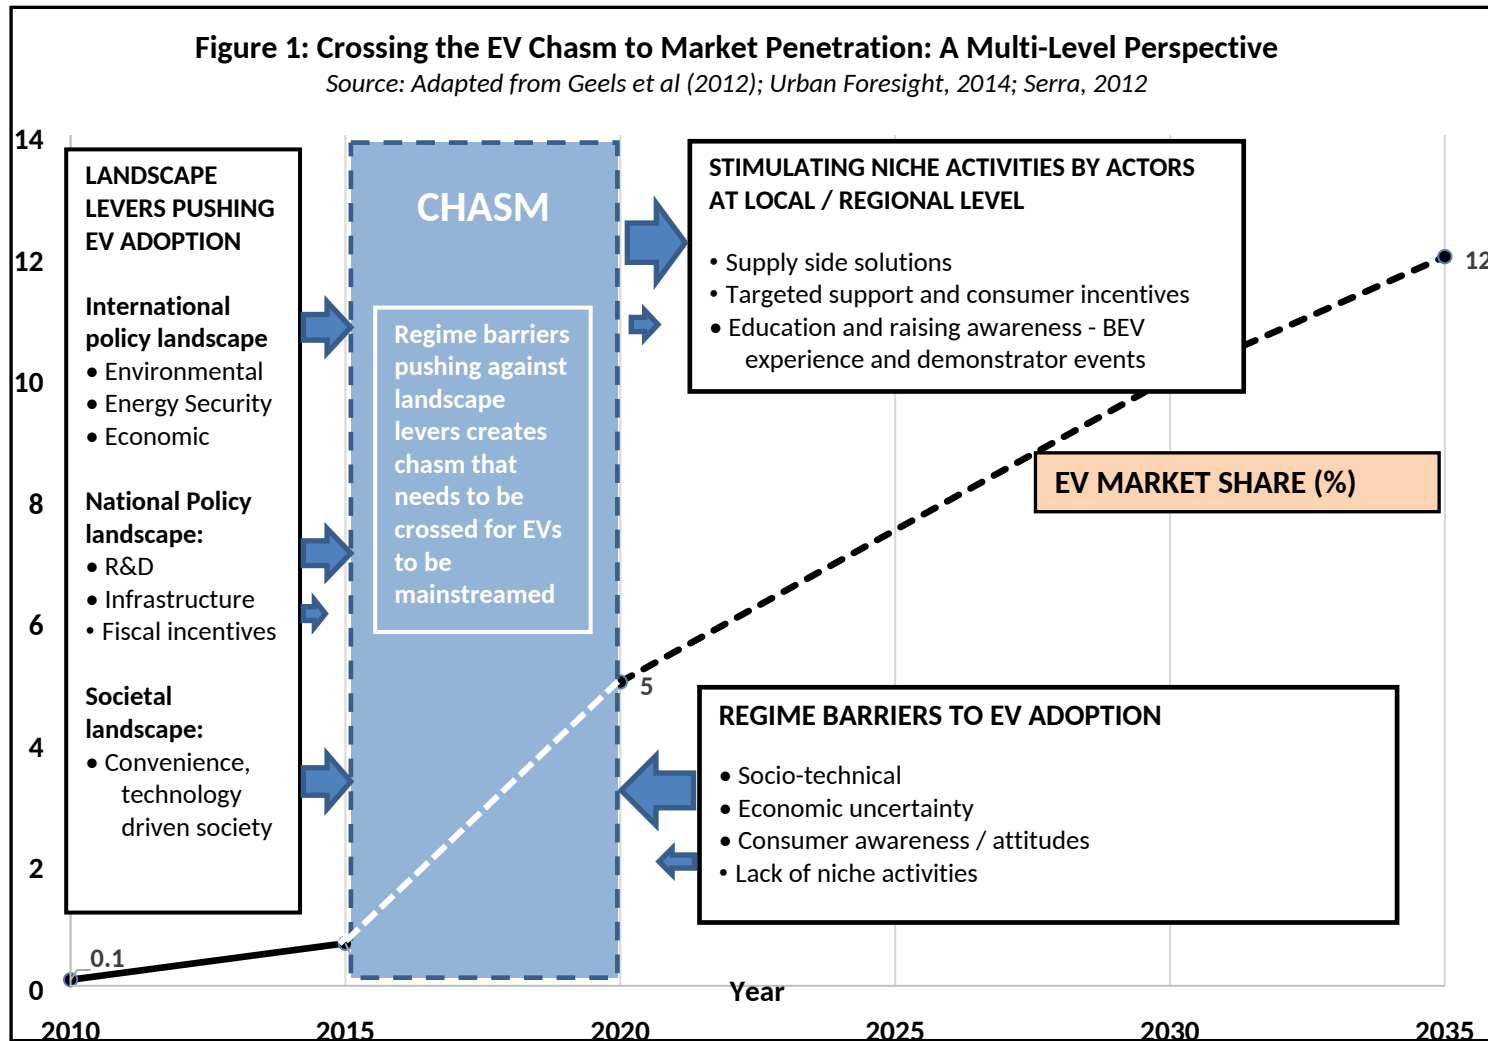 Figure 1: Crossing the EV Chasm to Market Penetration: A Multi-Level Perspective
Source: Adapted from Geels et al (2012); Urban Foresight, 2014; Serra, 2012
14
12
10
8
6
4
2
0
LANDSCAPE
LEVERS PUSHING
EV ADOPTION
International
policy landscape
• Environmental
• Energy Security
• Economic
National Policy
landscape:
• R&D
• Infrastructure
• Fiscal incentives
Societal
landscape:
• Convenience,
technology
driven society
CHASM
Regime barriers
pushing against
landscape
levers creates
chasm that
needs to be
crossed for EVs
to be
mainstreamed
STIMULATING NICHE ACTIVITIES BY ACTORS
AT LOCAL / REGIONAL LEVEL
• Supply side solutions
• Targeted support and consumer incentives
• Education and raising awareness - BEV
experience and demonstrator events
12
EV MARKET SHARE (%)
5
REGIME BARRIERS TO EV ADOPTION
• Socio-technical
• Economic uncertainty
• Consumer awareness / attitudes
• Lack of niche activities
0.1
Year
2010
2015
2020
2025
2030
2035